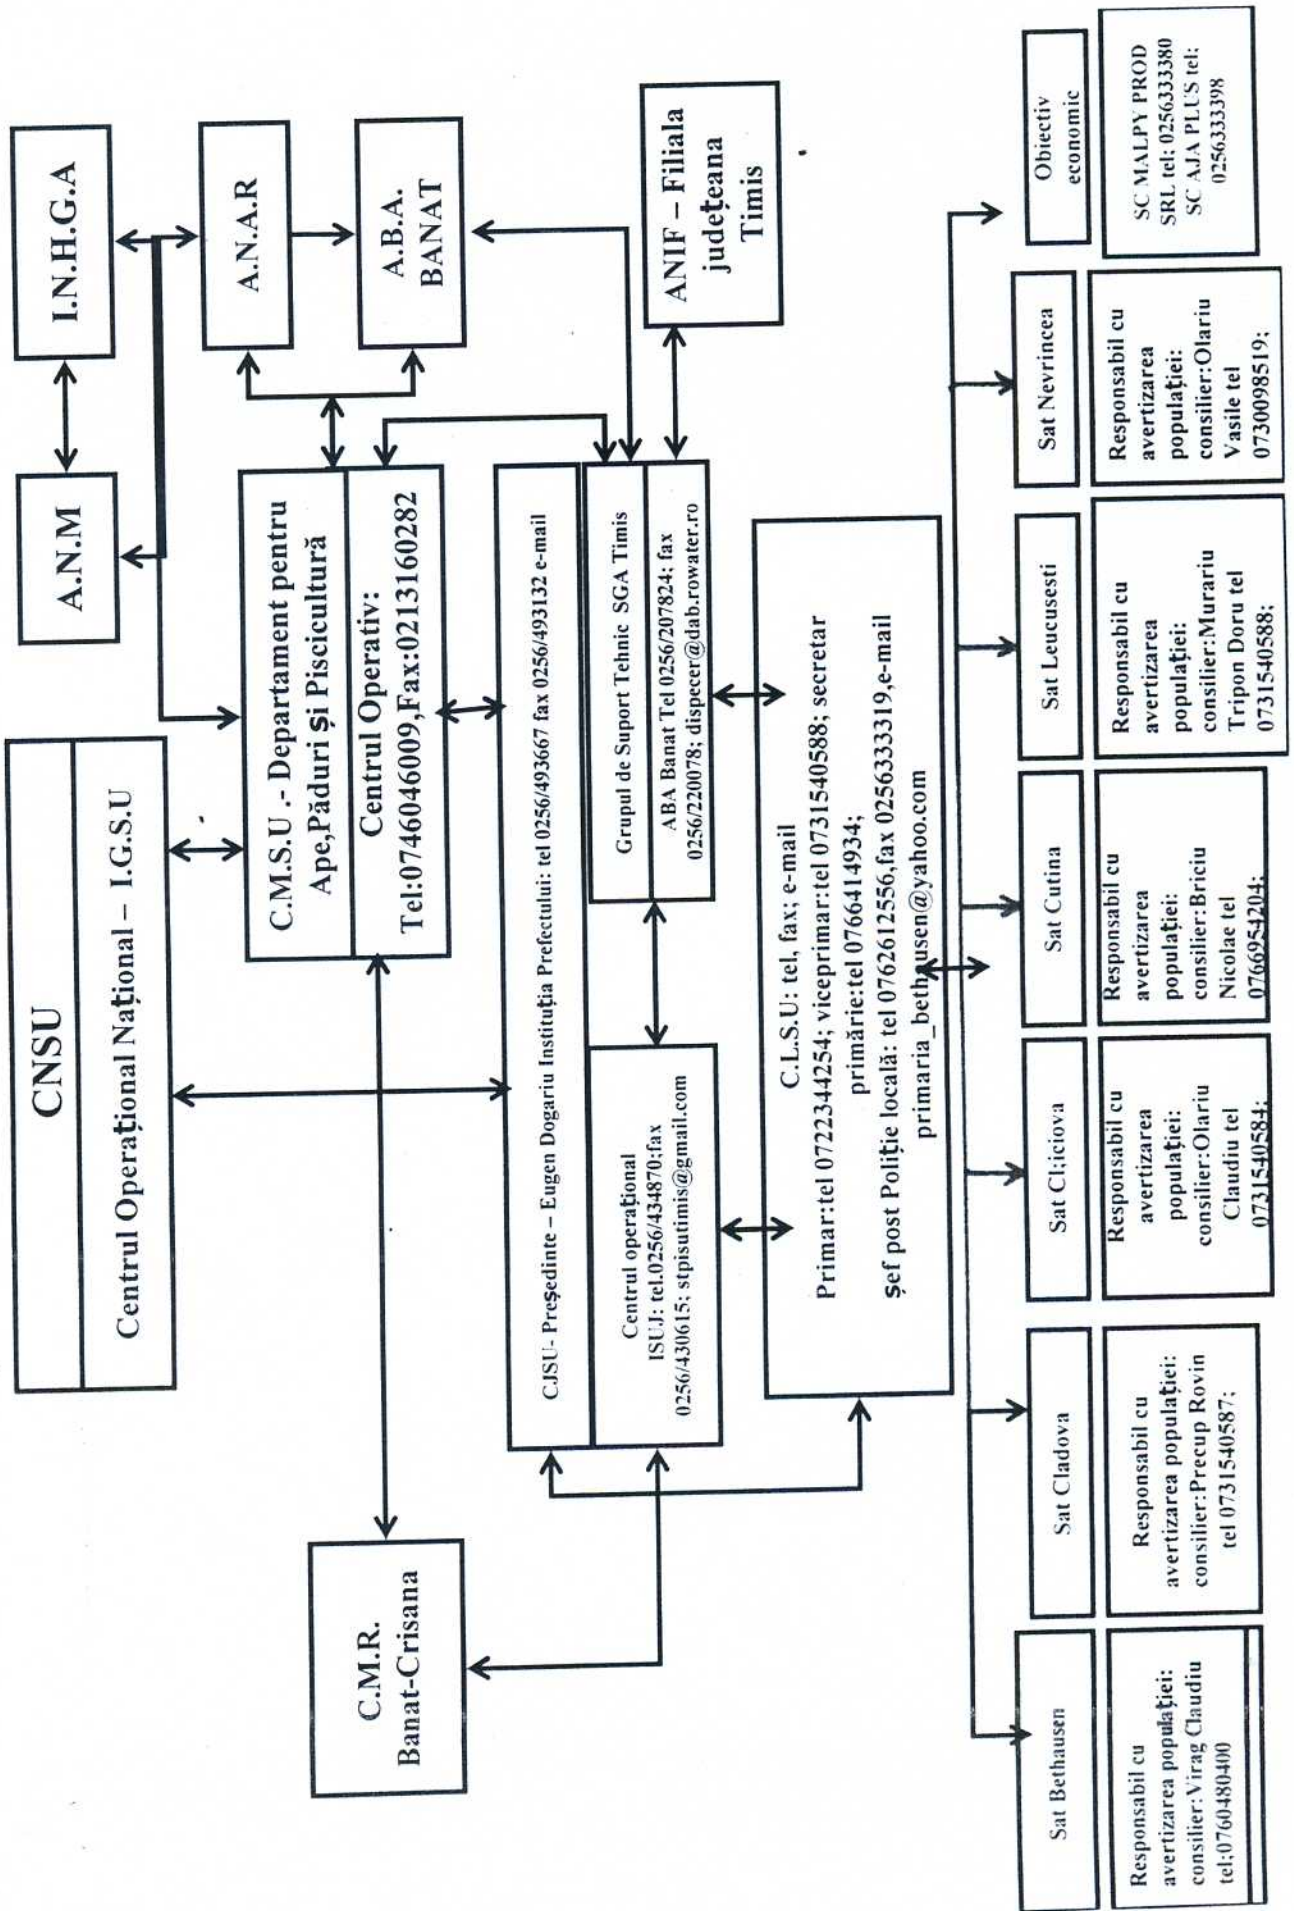 CNSU
Centrul Operațional Național – I.G.S.U
A.N.M
I.N.H.G.A
A.N.A.R
A.B.A.
BANAT
C.M.S.U .- Departament pentru
Ape,Păduri și Piscicultură
Centrul Operativ:
Tel:0746046009,Fax:0213160282
C.M.R.
Banat-Crisana
CJSU- Președinte – Eugen Dogariu Instituția Prefectului: tel 0256/493667 fax 0256/493132 e-mail
Centrul operațional
ISUJ: tel.0256/434870;fax
0256/430615; stpisutimis@gmail.com
Grupul de Suport Tehnic SGA Timis
ABA Banat Tel 0256/207824; fax
0256/220078; dispecer@dab.rowater.ro
ANIF – Filiala
județeana
Timis
C.L.S.U: tel, fax; e-mail
Primar:tel 0722344254; viceprimar:tel 0731540588; secretar
primărie:tel 0766414934;
șef post Poliție locală: tel 0762612556,fax 0256333319,e-mail
primaria_bethausen@yahoo.com
Sat Bethausen
Responsabil cu
avertizarea populației:
consilier:Virag Claudiu
tel;0760480400
Sat Cladova
Responsabil cu
avertizarea populației:
consilier:Precup Rovin
tel 0731540587;
Sat Cl;iciova
Responsabil cu
avertizarea
populației:
consilier:Olariu
Claudiu tel
0731540584;
Sat Cutina
Responsabil cu
avertizarea
populației:
consilier:Briciu
Nicolae tel
0766954204;
Sat Leucusesti
Responsabil cu
avertizarea
populației:
consilier:Murariu
Tripon Doru tel
0731540588;
Sat Nevrincea
Responsabil cu
avertizarea
populației:
consilier:Olariu
Vasile tel
0730098519;
Obiectiv
economic
SC MALPY PROD
SRL tel; 0256333380
SC AJA PLUS tel:
0256333398